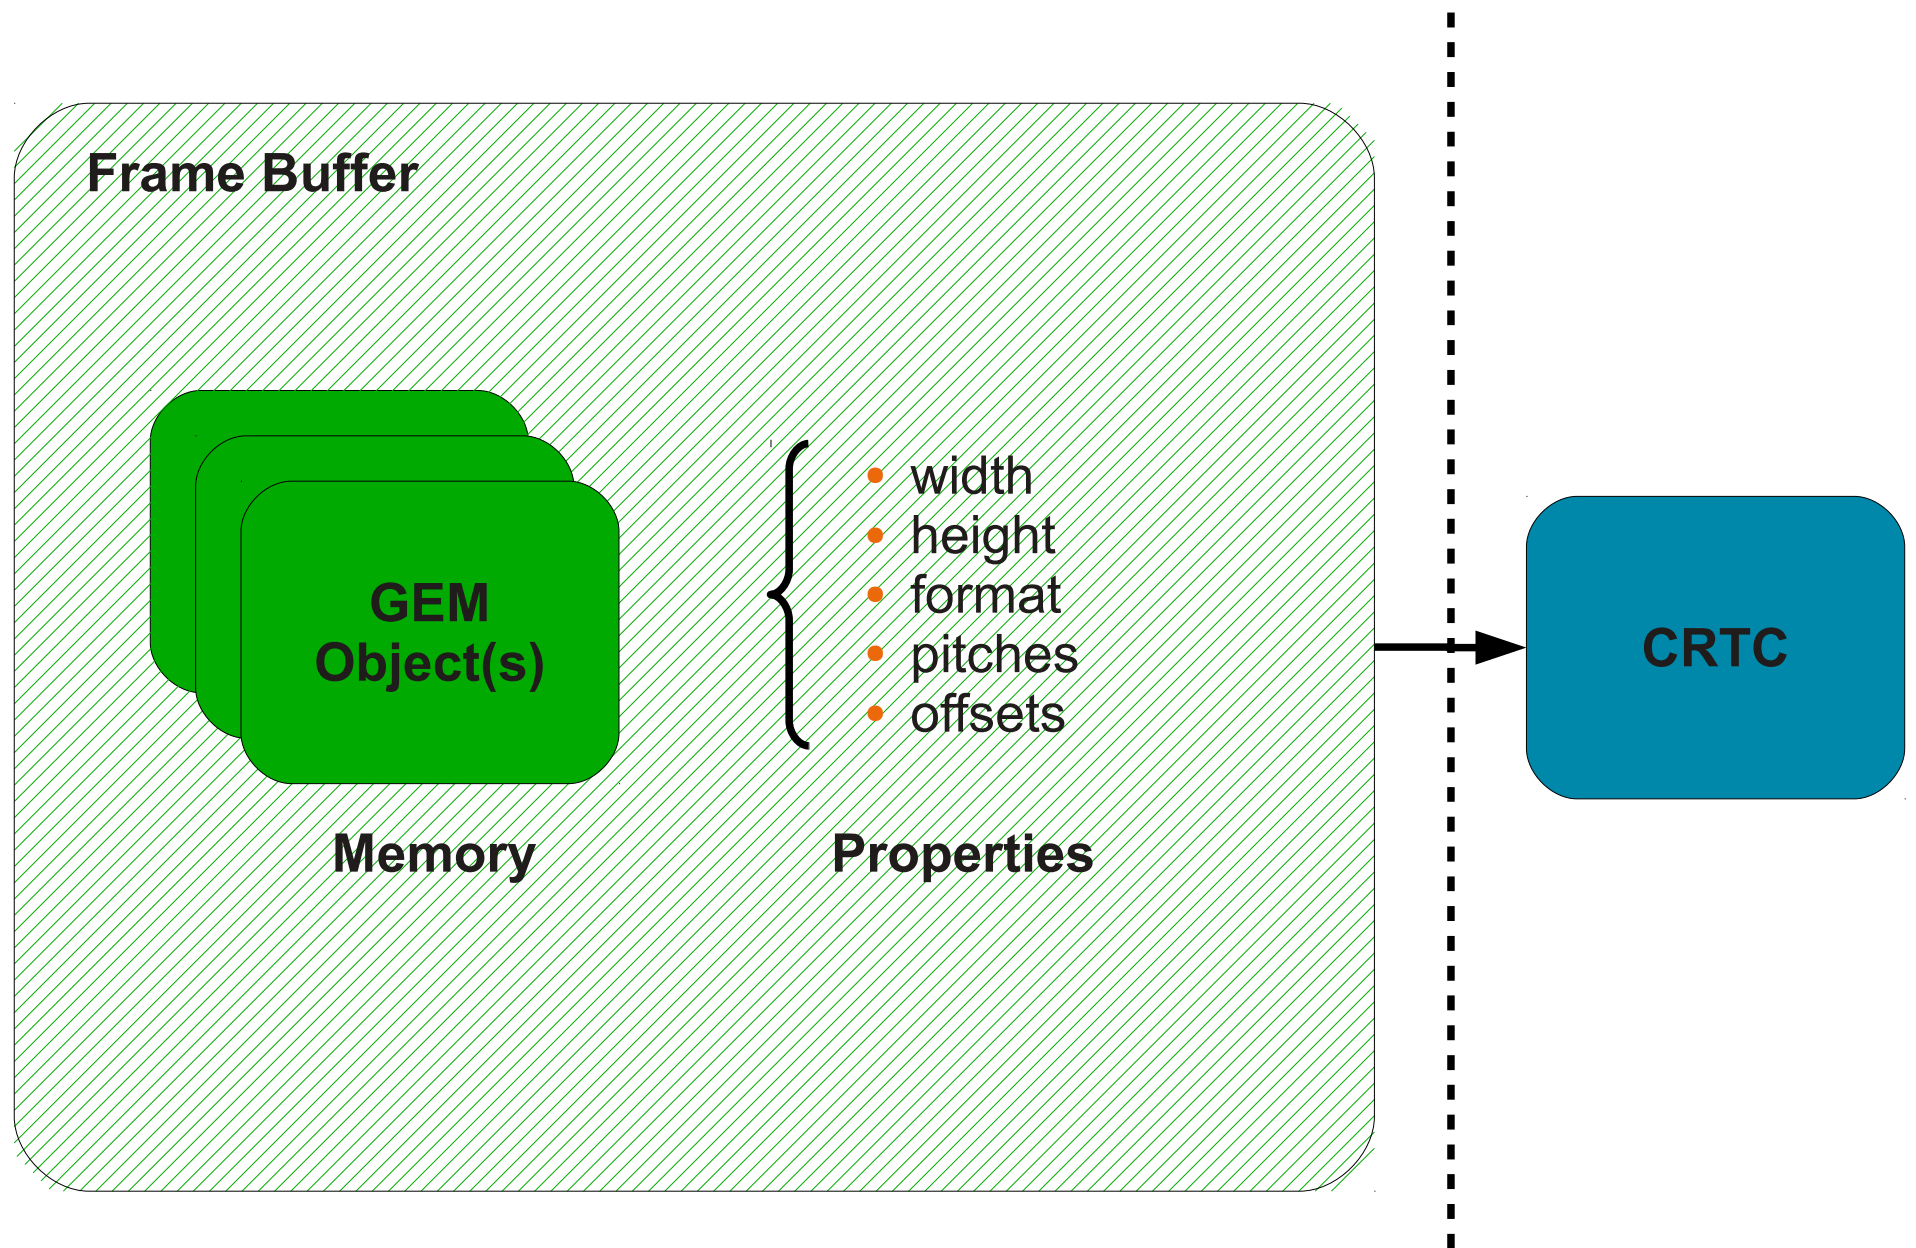 Frame Buffer
GEM
Object(s)
Memory
width
height
format
pitches
offsets
Properties
CRTC